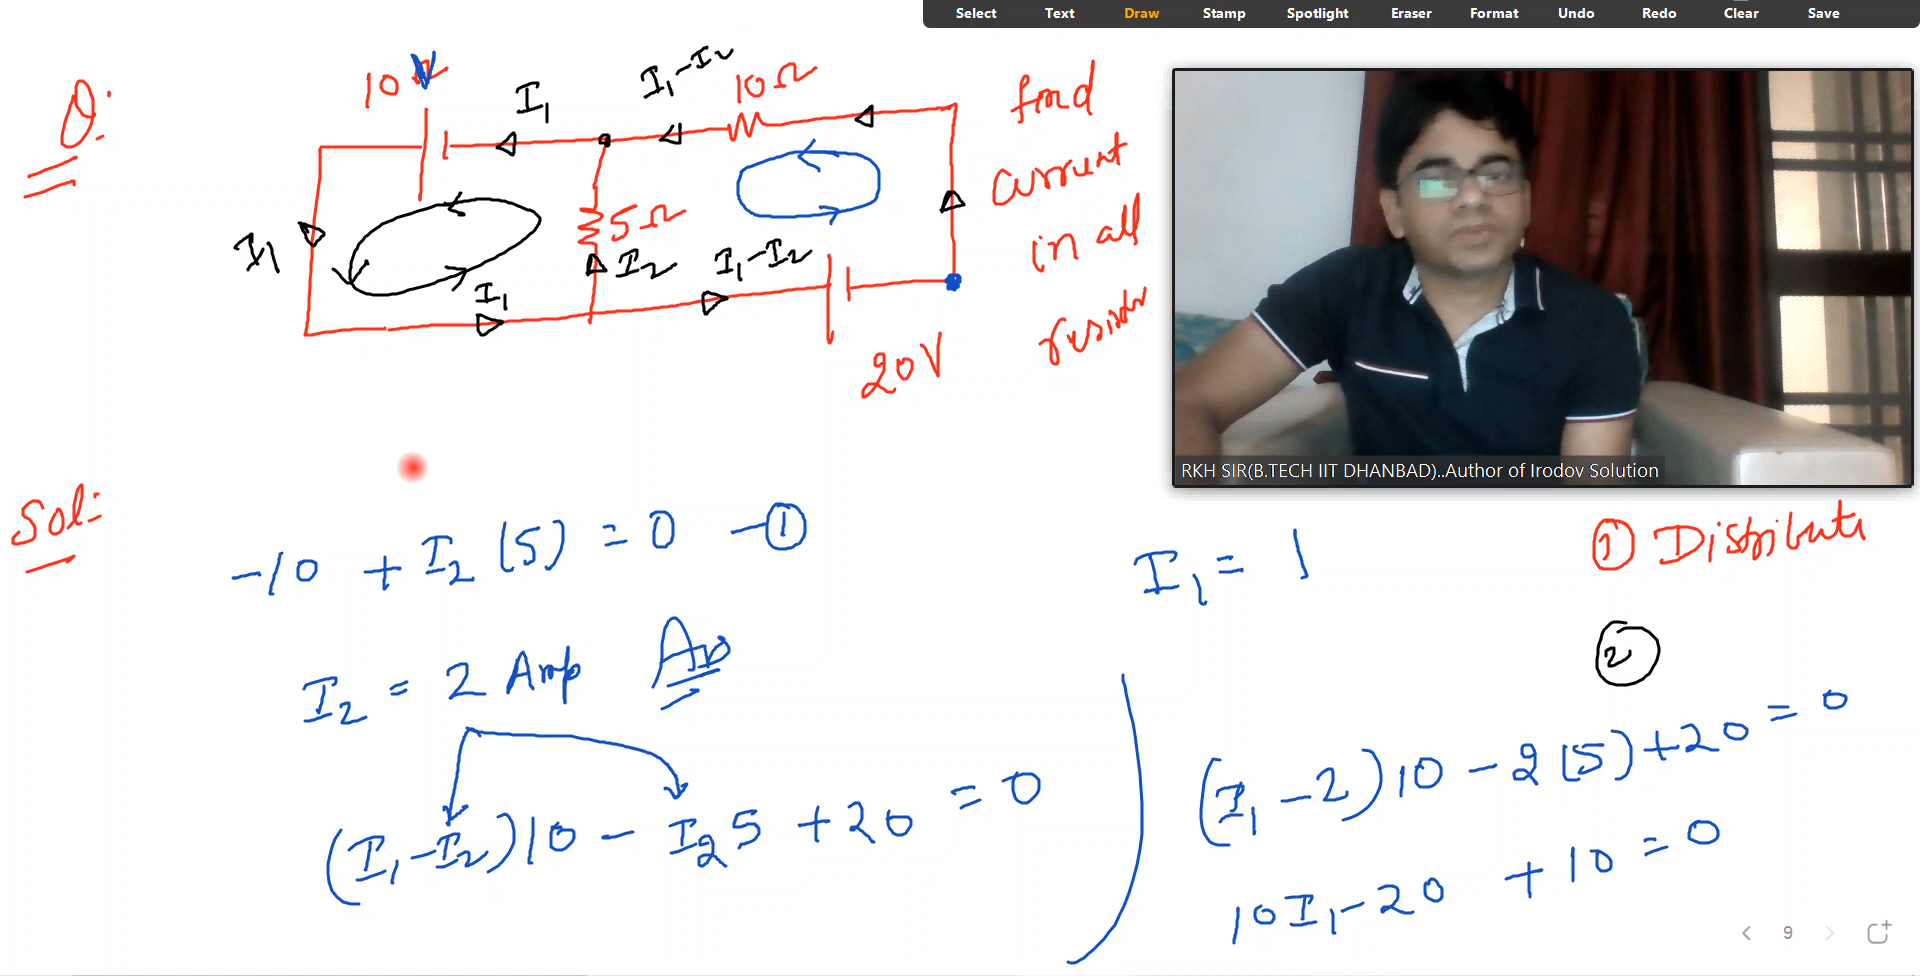 Select Text Draw Stamp Spotlight Eraser Format Undo Redo Clear Save
Q:
10 V
I₁
I₁-I₂
10Ω
find
current
in all
resistor
5Ω
I₁
I₂
I₁-I₂
I₁
20V
RKH SIR(B.TECH IIT DHANBAD)..Author of Irodov Solution
Sol:
-10 + I₂ (5) = 0 -①
I₂ = 2 Amp Ans
(I₁-I₂)10 - I₂5 +20 = 0
I₁ = 1
① Distribute
②
(I₁-2)10 - 2(5)+20 = 0
10I₁-20 +10 = 0
9